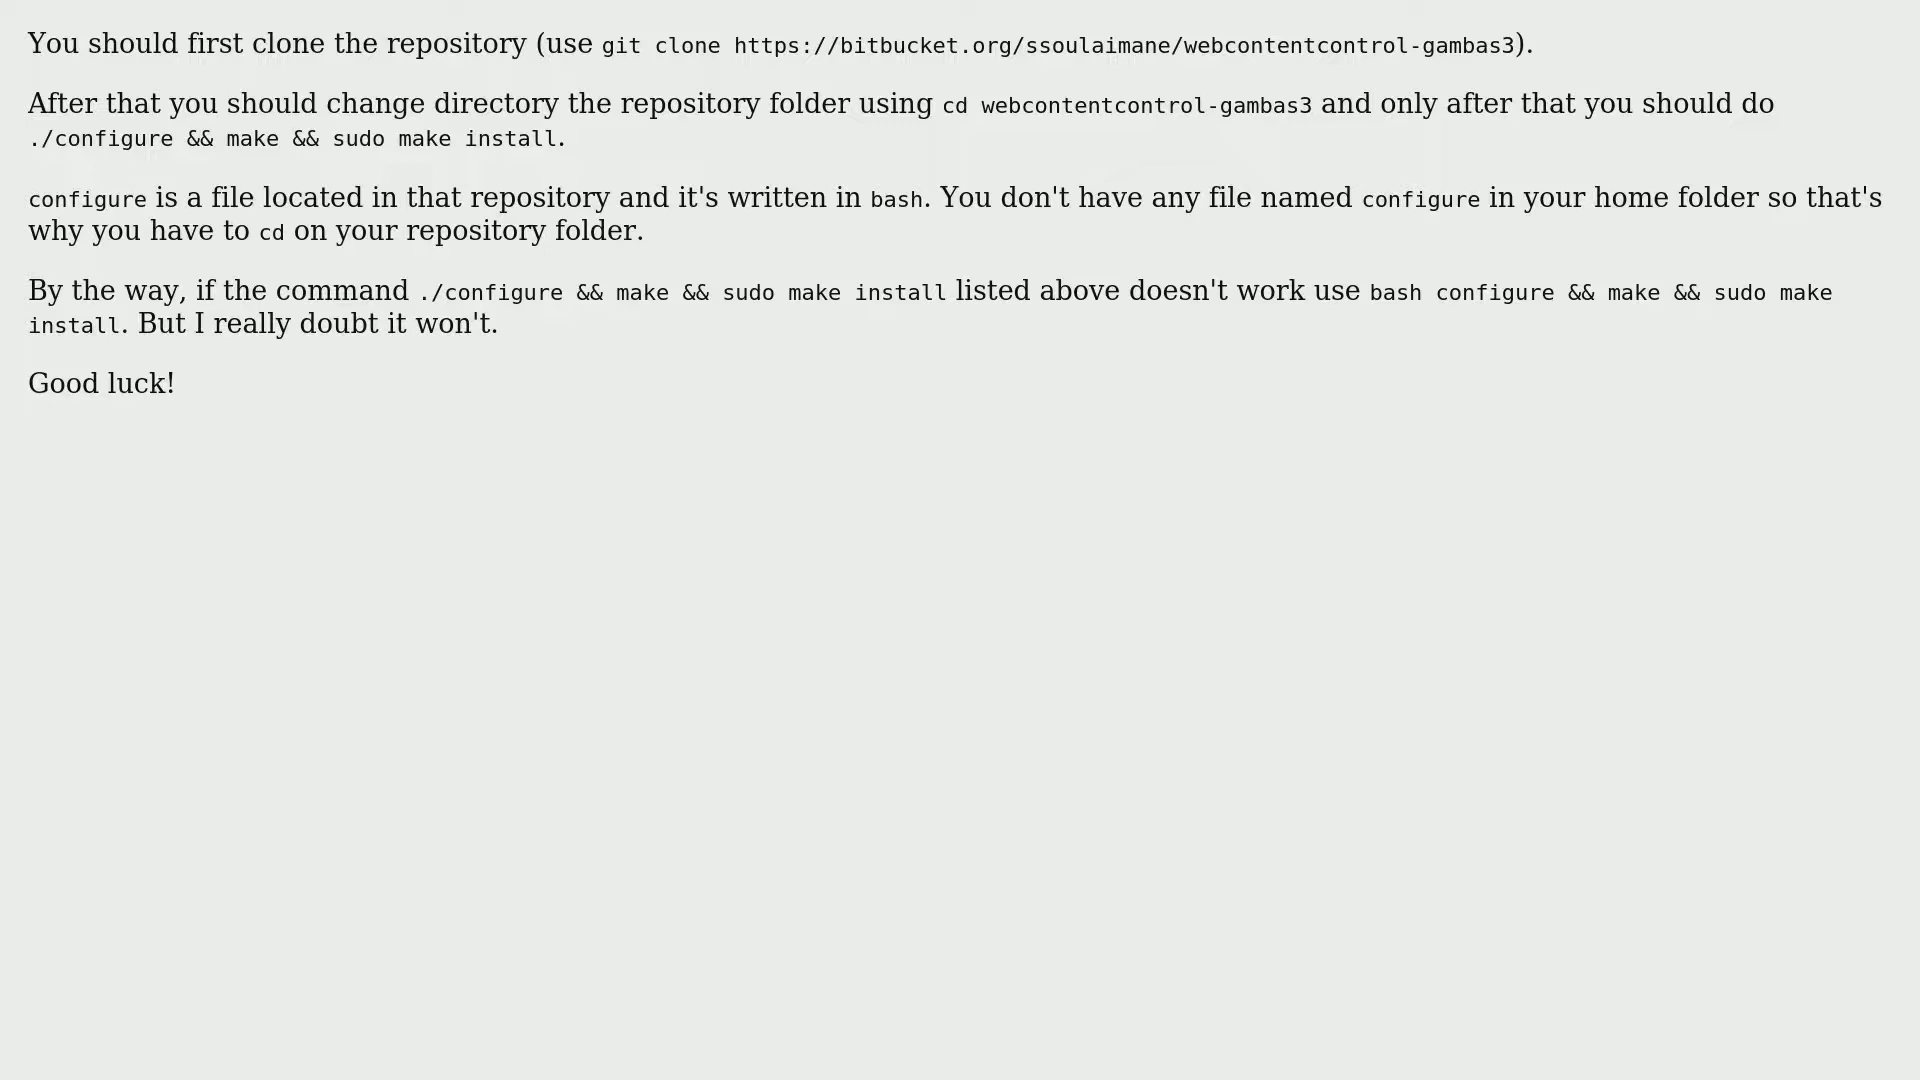 You should first clone the repository (use git clone https://bitbucket.org/ssoulaimane/webcontentcontrol-gambas3).
After that you should change directory the repository folder using cd webcontentcontrol-gambas3 and only after that you should do
./configure && make && sudo make install.
configure is a file located in that repository and it's written in bash. You don't have any file named configure in your home folder so that's
why you have to cd on your repository folder.
By the way, if the command ./configure && make && sudo make install listed above doesn't work use bash configure && make && sudo make
install. But I really doubt it won't.
Good luck!